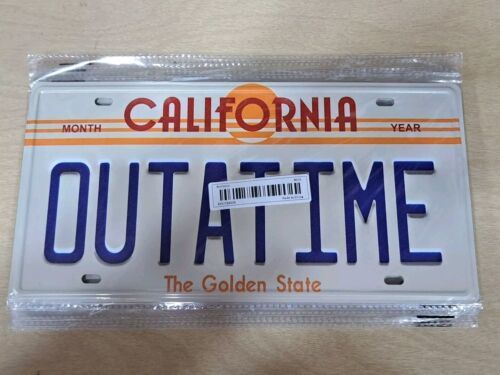 CALIFORNIA
MONTH YEAR
OUTATIME
The Golden State